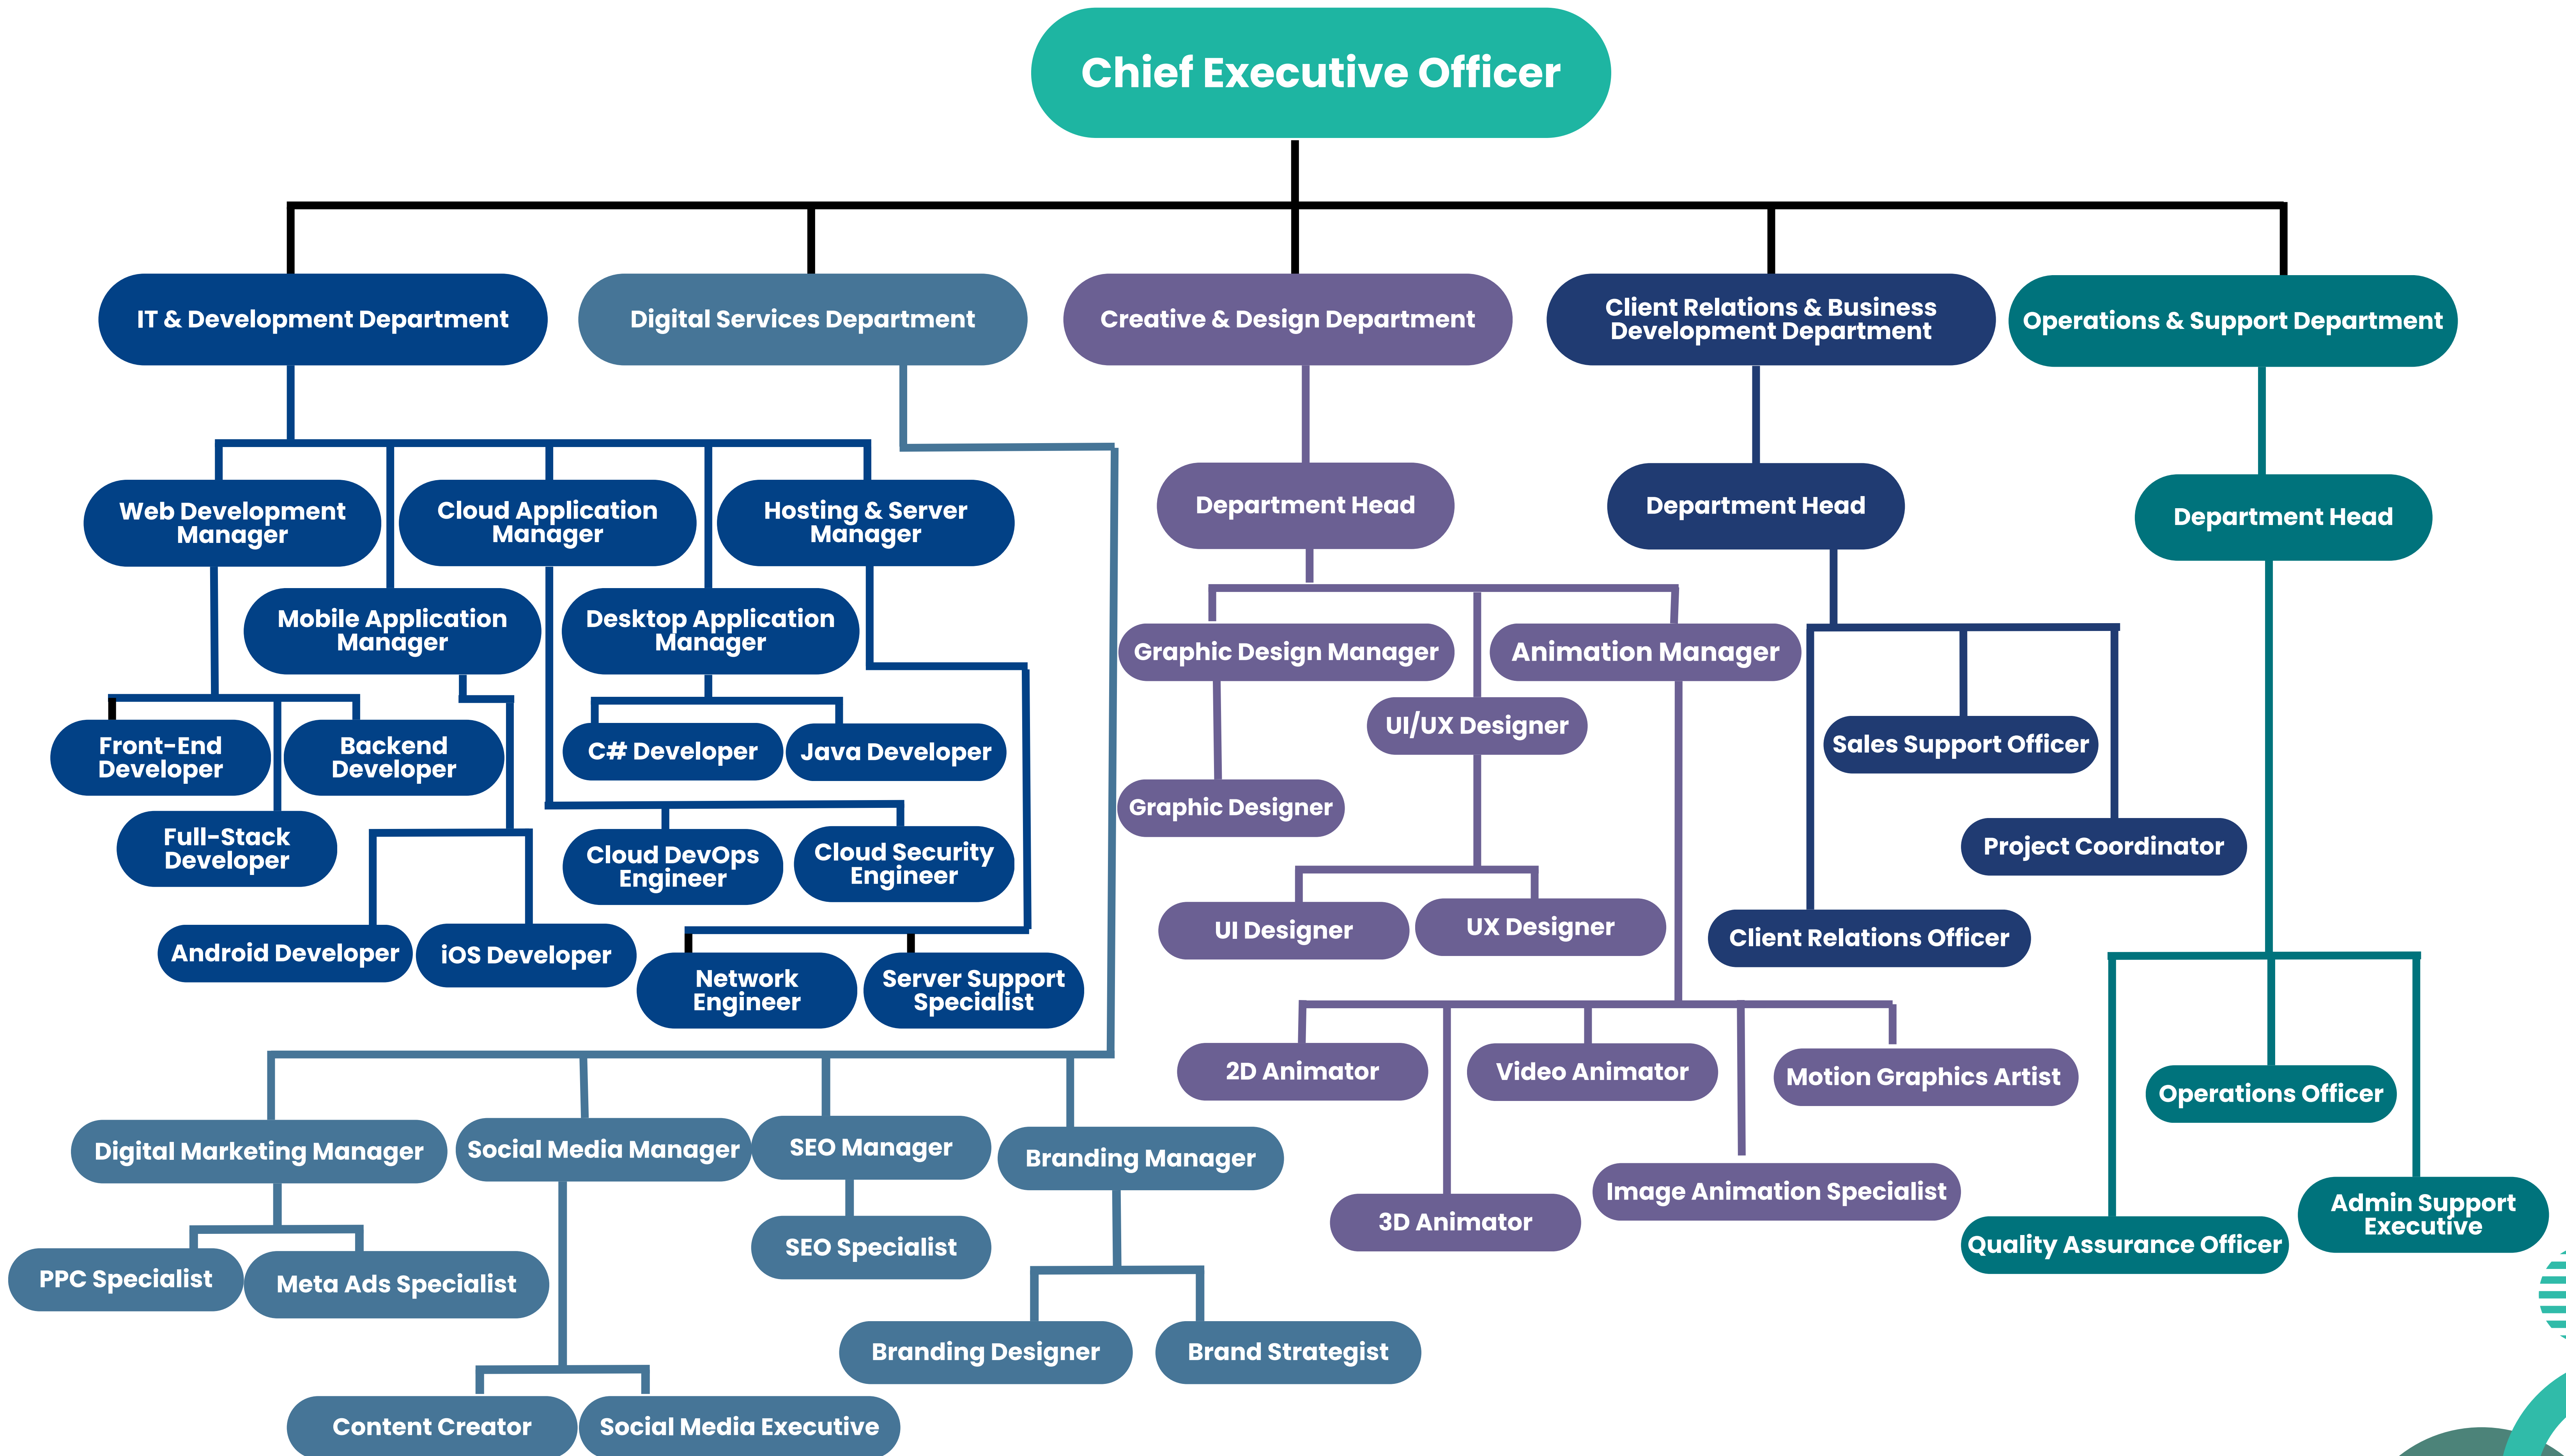 Chief Executive Officer
IT & Development Department
Digital Services Department
Creative & Design Department
Client Relations & Business
Development Department
Operations & Support Department
Web Development
Manager
Cloud Application
Manager
Hosting & Server
Manager
Department Head
Department Head
Department Head
Mobile Application
Manager
Desktop Application
Manager
Graphic Design Manager
Animation Manager
UI/UX Designer
Sales Support Officer
Front-End
Developer
Backend
Developer
C# Developer
Java Developer
Graphic Designer
Full-Stack
Developer
Cloud DevOps
Engineer
Cloud Security
Engineer
Project Coordinator
UI Designer
UX Designer
Client Relations Officer
Android Developer
iOS Developer
Network
Engineer
Server Support
Specialist
2D Animator
Video Animator
Motion Graphics Artist
Operations Officer
Digital Marketing Manager
Social Media Manager
SEO Manager
Branding Manager
Image Animation Specialist
3D Animator
Admin Support
Executive
Quality Assurance Officer
SEO Specialist
PPC Specialist
Meta Ads Specialist
Branding Designer
Brand Strategist
Content Creator
Social Media Executive